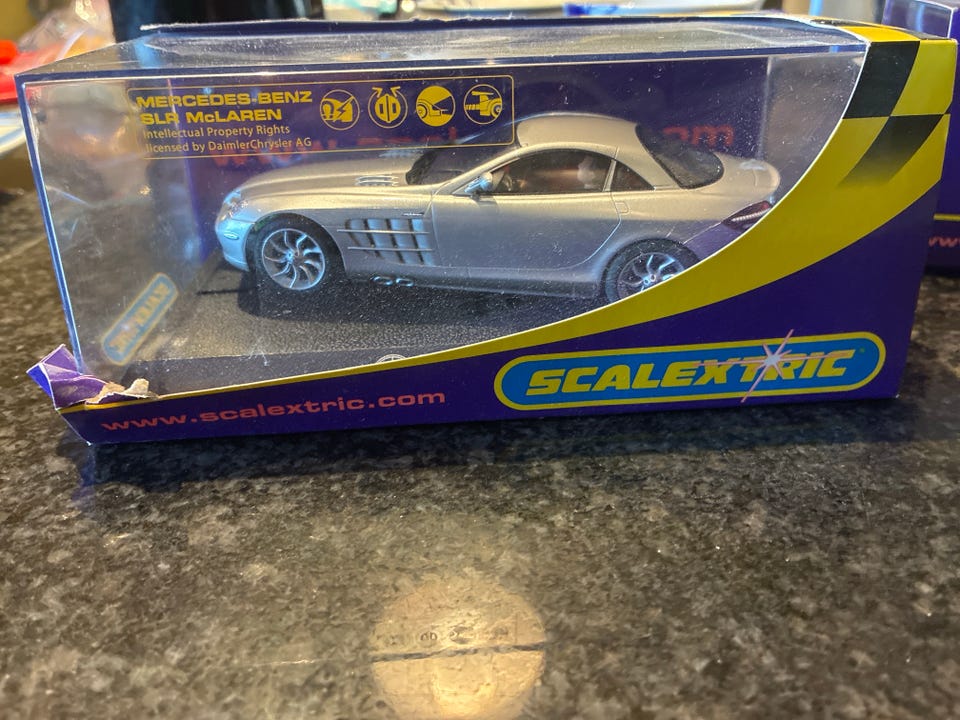 MERCEDES-BENZ
SLR McLAREN
Intellectual Property Rights
licensed by DaimlerChrysler AG
SCALEXTRIC
www.scalextric.com